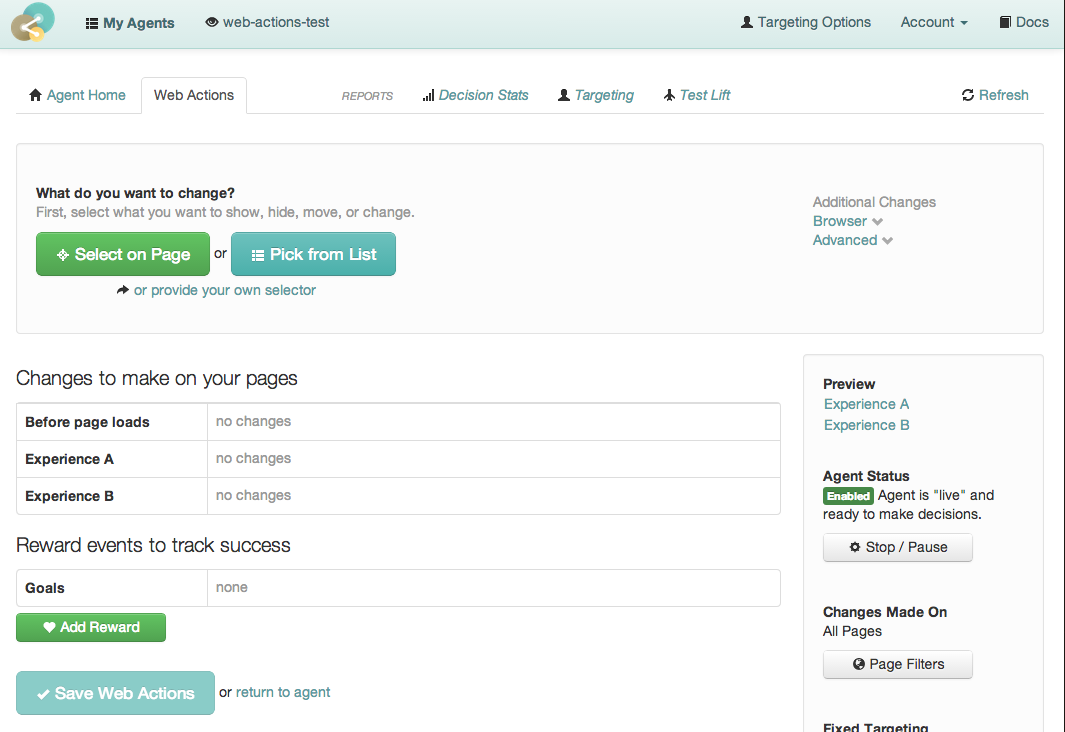 My Agents web-actions-test Targeting Options Account Docs
Agent Home Web Actions REPORTS Decision Stats Targeting Test Lift Refresh
What do you want to change?
First, select what you want to show, hide, move, or change.
Select on Page or Pick from List
or provide your own selector
Additional Changes
Browser
Advanced
Changes to make on your pages
Before page loads no changes
Experience A no changes
Experience B no changes
Reward events to track success
Goals none
Add Reward
Save Web Actions or return to agent
Preview
Experience A
Experience B
Agent Status
Enabled Agent is "live" and
ready to make decisions.
Stop / Pause
Changes Made On
All Pages
Page Filters
Fixed Targeting